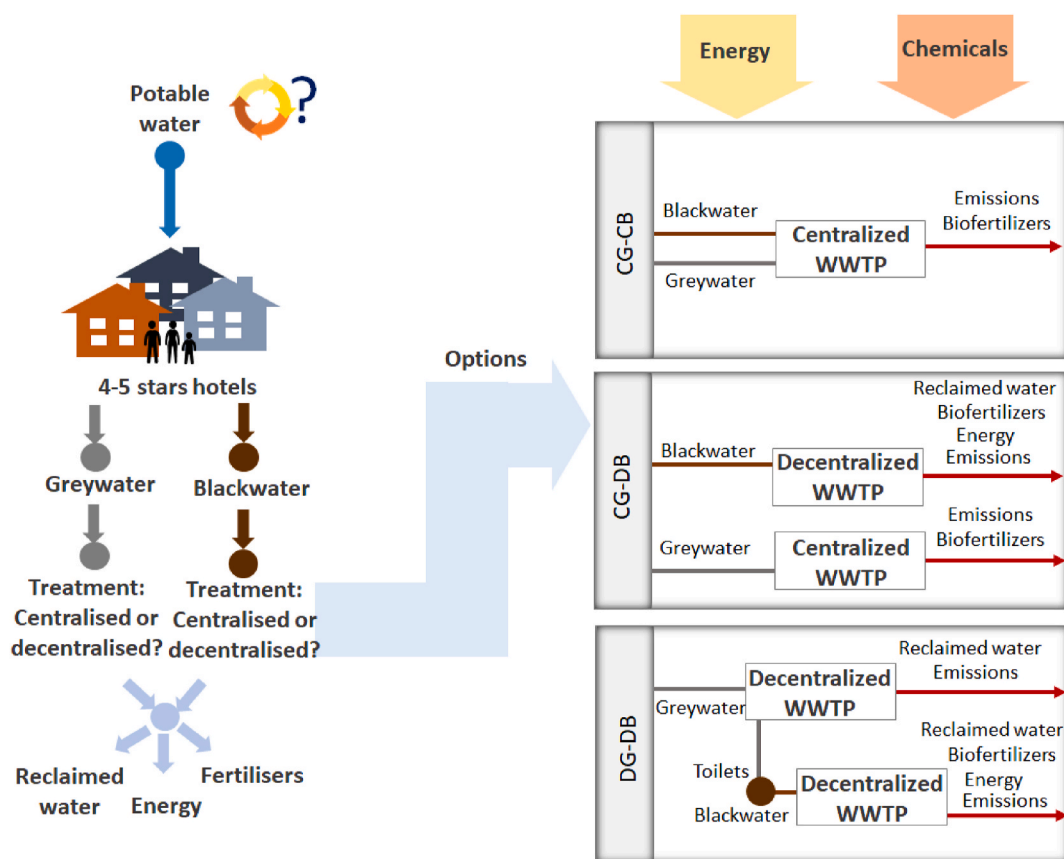 Potable
water
?
4-5 stars hotels
Greywater
Blackwater
Treatment:
Centralised or
decentralised?
Treatment:
Centralised or
decentralised?
Reclaimed
water
Energy
Fertilisers
Options
Energy
Chemicals
CG-CB
Blackwater
Greywater
Centralized
WWTP
Emissions
Biofertilizers
CG-DB
Blackwater
Decentralized
WWTP
Reclaimed water
Biofertilizers
Energy
Emissions
Greywater
Centralized
WWTP
Emissions
Biofertilizers
DG-DB
Greywater
Decentralized
WWTP
Reclaimed water
Emissions
Toilets
Blackwater
Decentralized
WWTP
Reclaimed water
Biofertilizers
Energy
Emissions